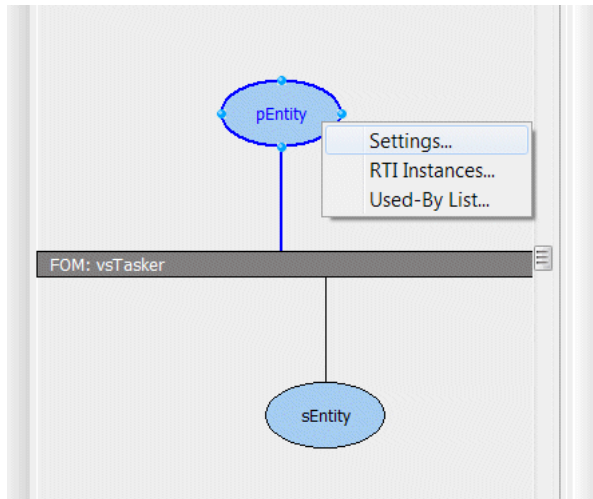 pEntity
Settings...
RTI Instances...
Used-By List...
FOM: vsTasker
sEntity